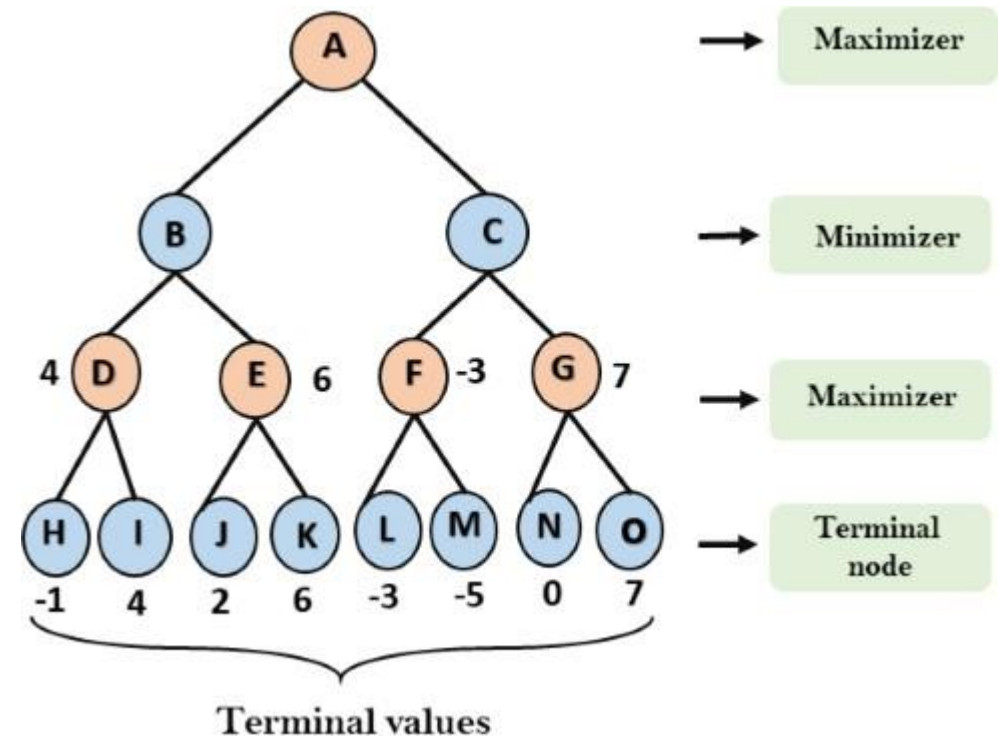 A
Maximizer
B
C
Minimizer
4
D
E
6
F
-3
G
7
Maximizer
H
I
J
K
L
M
N
O
Terminal
node
-1
4
2
6
-3
-5
0
7
Terminal values